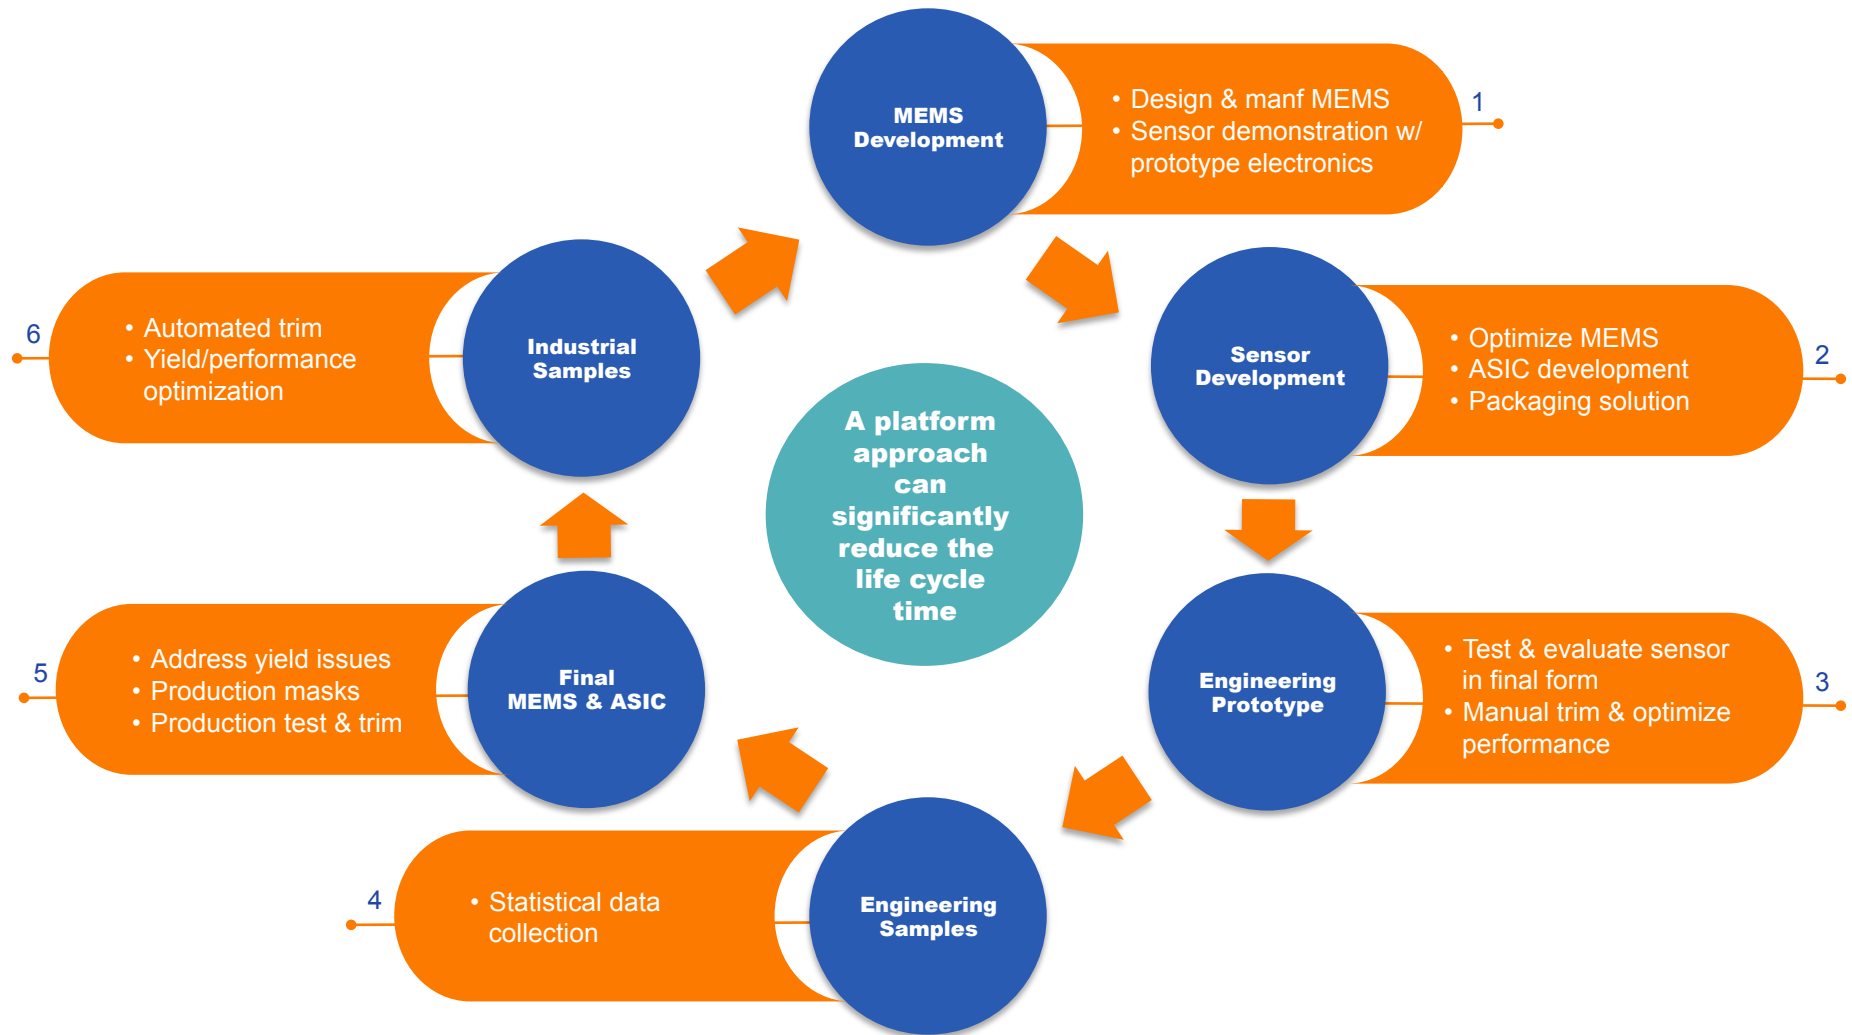 MEMS
Development
• Design & manf MEMS
• Sensor demonstration w/
prototype electronics
1
Sensor
Development
• Optimize MEMS
• ASIC development
• Packaging solution
2
Engineering
Prototype
• Test & evaluate sensor
in final form
• Manual trim & optimize
performance
3
Engineering
Samples
• Statistical data
collection
4
Final
MEMS & ASIC
• Address yield issues
• Production masks
• Production test & trim
5
Industrial
Samples
• Automated trim
• Yield/performance
optimization
6
A platform
approach
can
significantly
reduce the
life cycle
time